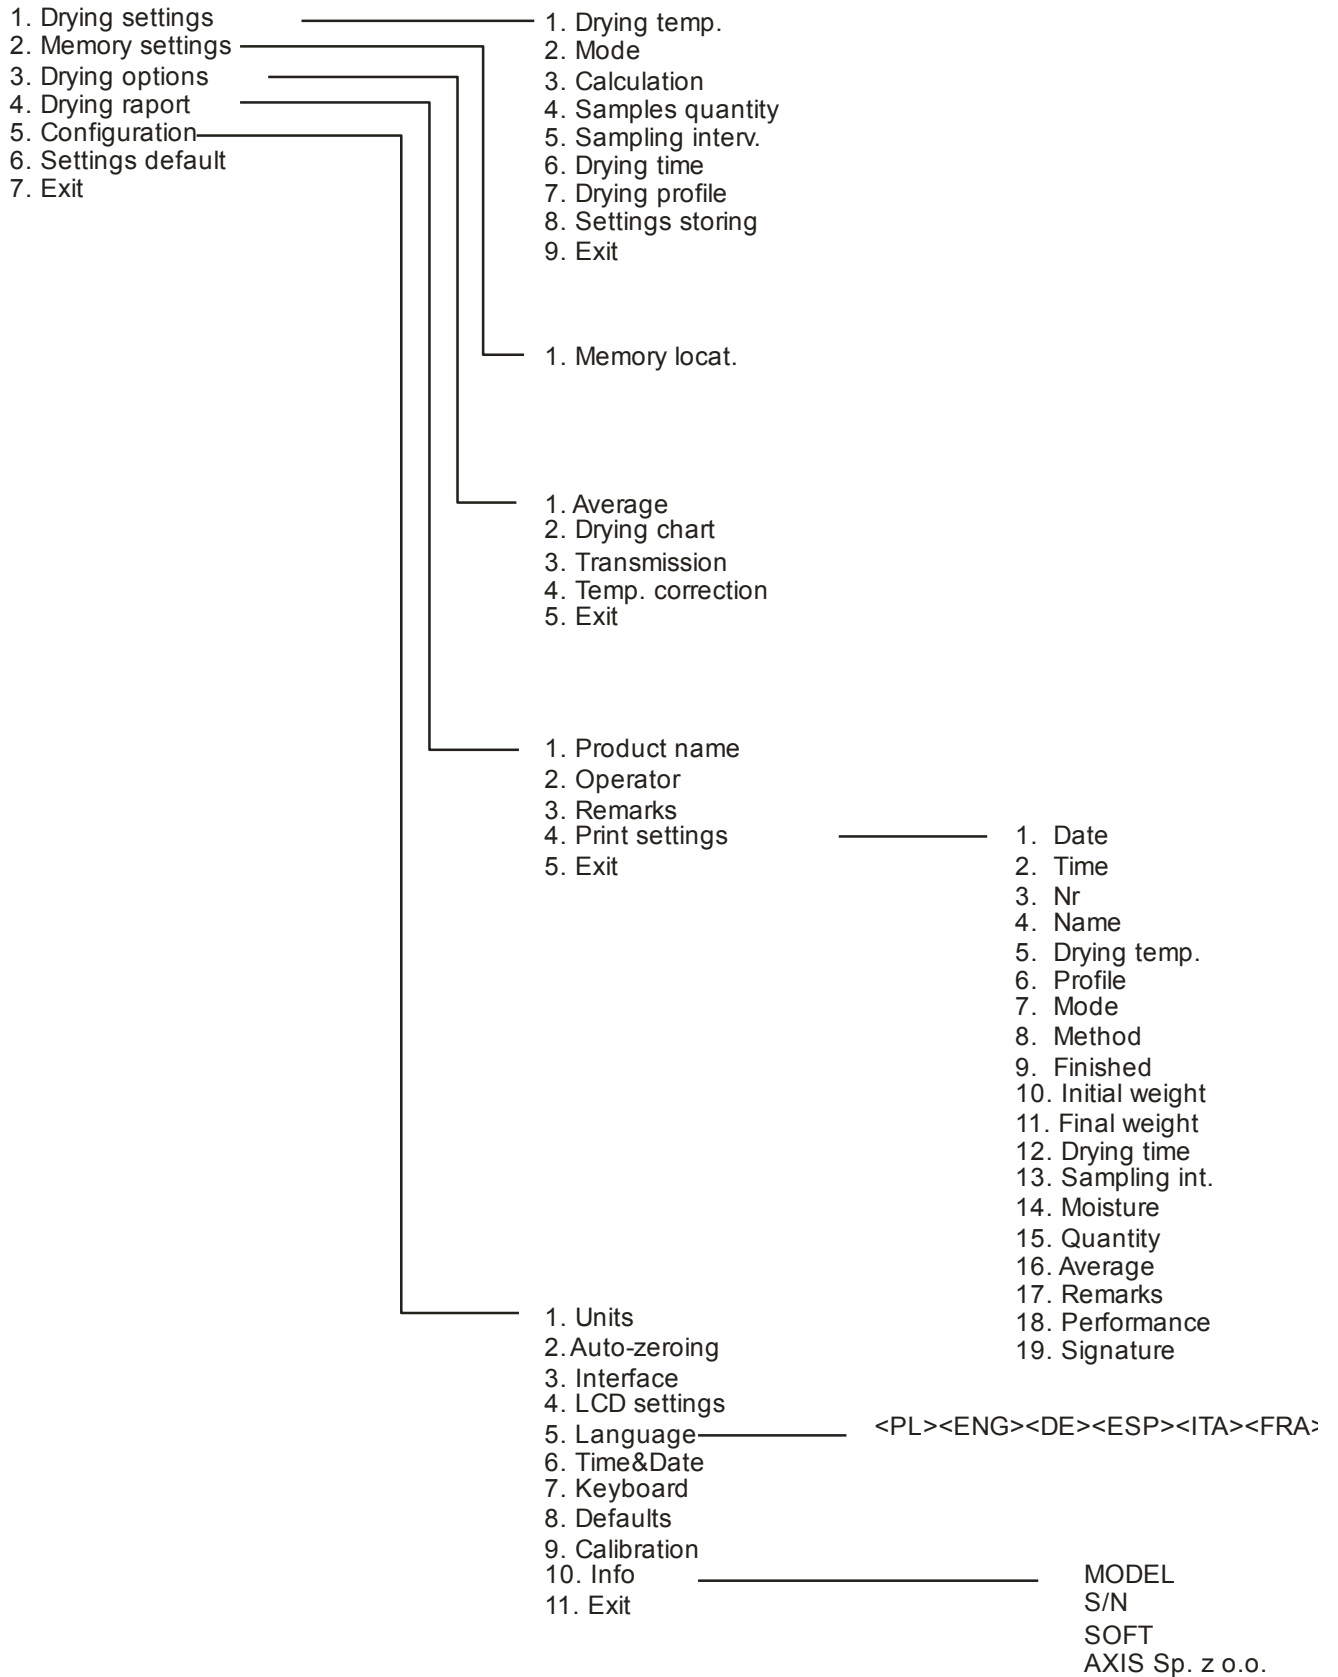 1. Drying settings
2. Memory settings
3. Drying options
4. Drying raport
5. Configuration
6. Settings default
7. Exit
1. Drying temp.
2. Mode
3. Calculation
4. Samples quantity
5. Sampling interv.
6. Drying time
7. Drying profile
8. Settings storing
9. Exit
1. Memory locat.
1. Average
2. Drying chart
3. Transmission
4. Temp. correction
5. Exit
1. Product name
2. Operator
3. Remarks
4. Print settings
5. Exit
1. Date
2. Time
3. Nr
4. Name
5. Drying temp.
6. Profile
7. Mode
8. Method
9. Finished
10. Initial weight
11. Final weight
12. Drying time
13. Sampling int.
14. Moisture
15. Quantity
16. Average
17. Remarks
18. Performance
19. Signature
1. Units
2. Auto-zeroing
3. Interface
4. LCD settings
5. Language
6. Time&Date
7. Keyboard
8. Defaults
9. Calibration
10. Info
11. Exit
<PL><ENG><DE><ESP><ITA><FRA>
MODEL
S/N
SOFT
AXIS Sp. z o.o.